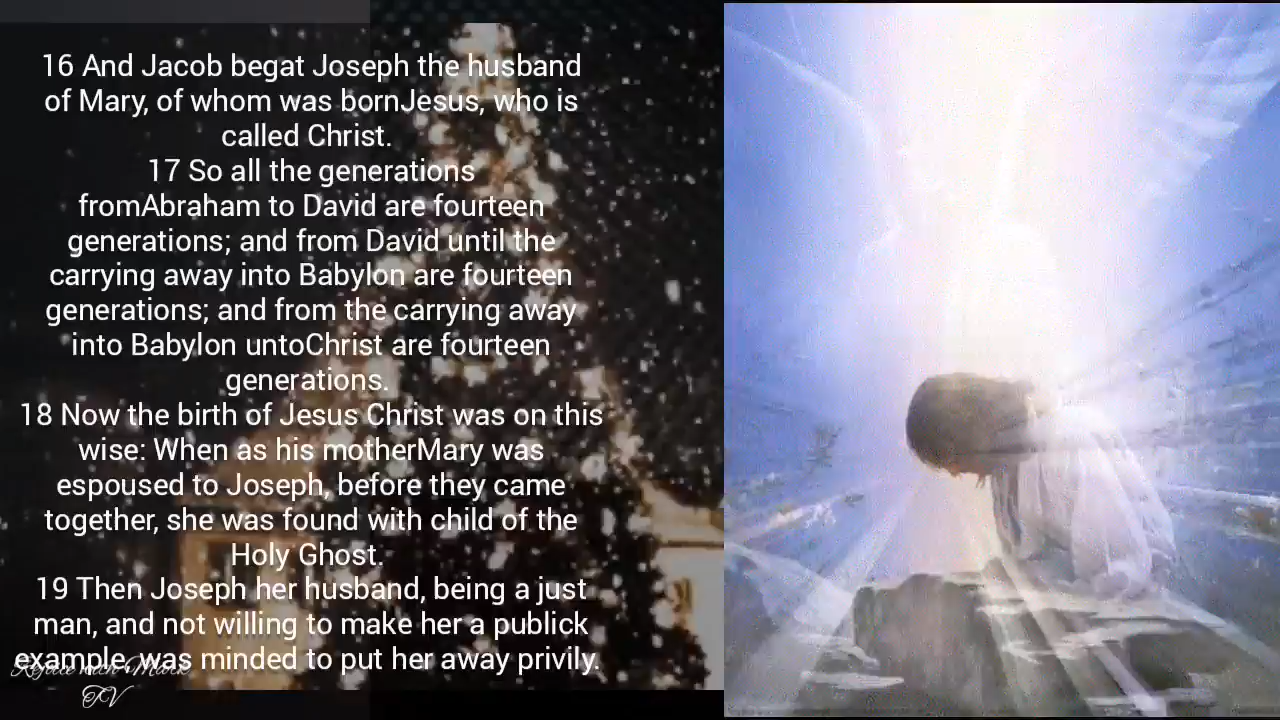 16 And Jacob begat Joseph the husband
of Mary, of whom was bornJesus, who is
called Christ.
17 So all the generations
fromAbraham to David are fourteen
generations; and from David until the
carrying away into Babylon are fourteen
generations; and from the carrying away
into Babylon untoChrist are fourteen
generations.
18 Now the birth of Jesus Christ was on this
wise: When as his motherMary was
espoused to Joseph, before they came
together, she was found with child of the
Holy Ghost.
19 Then Joseph her husband, being a just
man, and not willing to make her a publick
example, was minded to put her away privily.
Rejoice with
TV